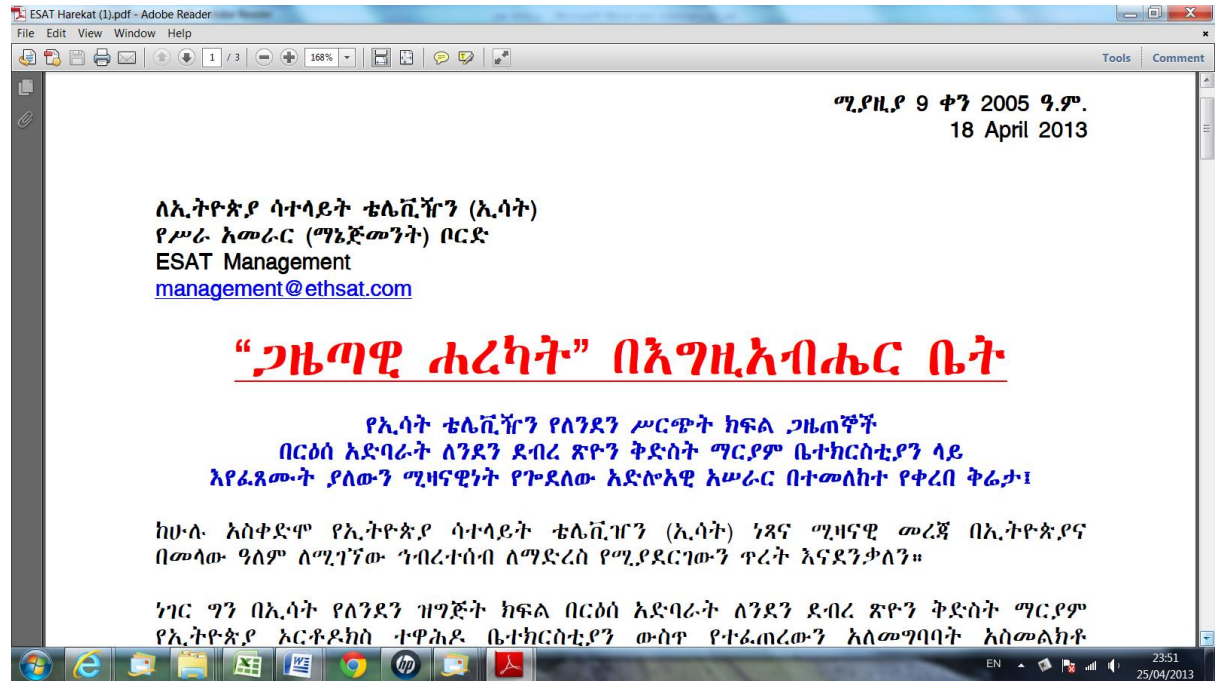 ESAT Harekat (1).pdf - Adobe Reader
File Edit View Window Help
1 / 3 168% Tools Comment
ሚያዚያ 9 ቀን 2005 ዓ.ም.
18 April 2013
ለኢትዮጵያ ሳተላይት ቴሌቪዥን (ኢሳት)
የሥራ አመራር (ማኔጅመንት) ቦርድ
ESAT Management
management@ethsat.com
“ጋዜጣዊ ሐረካት” በእግዚአብሔር ቤት
የኢሳት ቴሌቪዥን የለንደን ሥርጭት ክፍል ጋዜጠኞች
በርዕሰ አድባራት ለንደን ደብረ ጽዮን ቅድስት ማርያም ቤተክርስቲያን ላይ
እየፈጸሙት ያለውን ሚዛናዊነት የጐደለው አድሎአዊ አሠራር በተመለከተ የቀረበ ቅሬታ፤
ከሁሉ አስቀድሞ የኢትዮጵያ ሳተላይት ቴሌቪዠን (ኢሳት) ነጻና ሚዛናዊ መረጃ በኢትዮጵያና
በመላው ዓለም ለሚገኘው ኅብረተሰብ ለማድረስ የሚያደርገውን ጥረት እናደንቃለን።
ነገር ግን በኢሳት የለንደን ዝግጅት ክፍል በርዕሰ አድባራት ለንደን ደብረ ጽዮን ቅድስት ማርያም
የኢትዮጵያ ኦርቶዶክስ ተዋሕዶ ቤተክርስቲያን ውስጥ የተፈጠረውን አለመግባባት አስመልክቶ
EN 23:51
25/04/2013